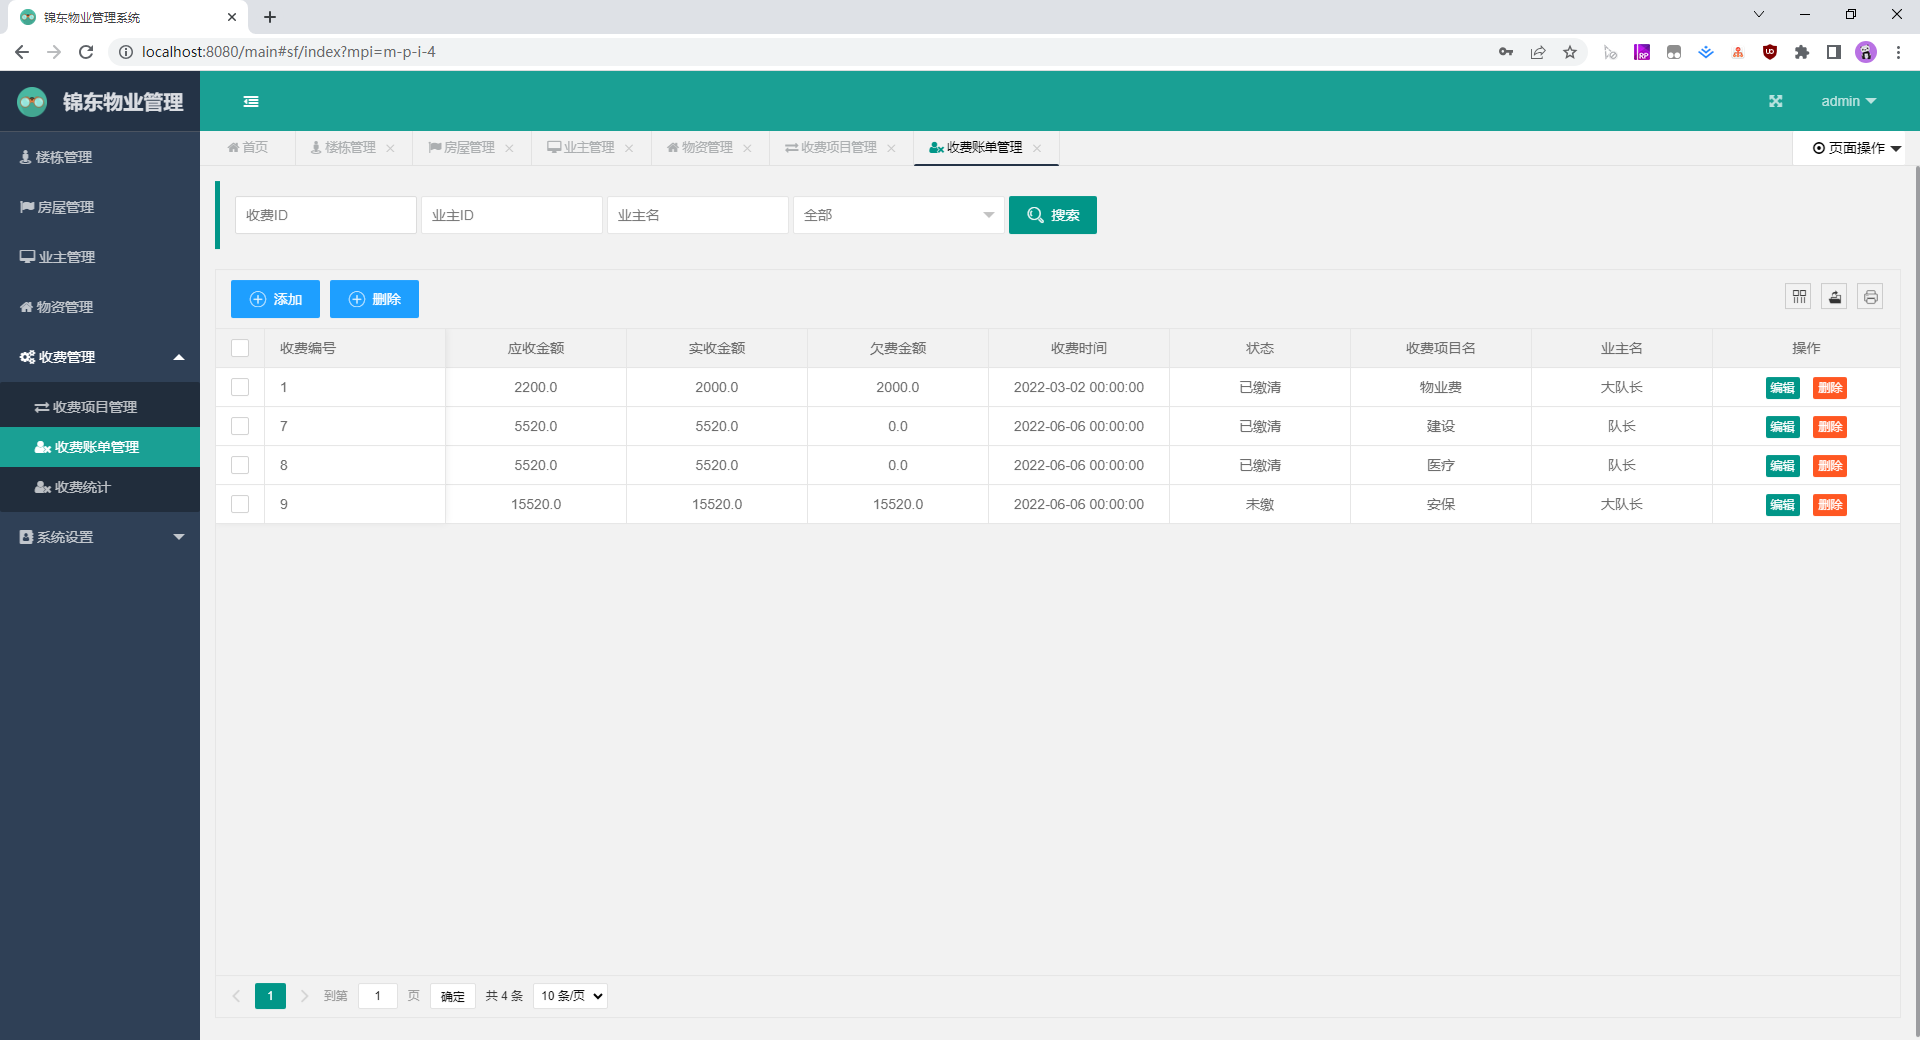 锦东物业管理系统
localhost:8080/main#sf/index?mpi=m-p-i-4
锦东物业管理
admin
楼栋管理
房屋管理
业主管理
物资管理
收费管理
收费项目管理
收费账单管理
收费统计
系统设置
首页 楼栋管理 房屋管理 业主管理 物资管理 收费项目管理 收费账单管理 页面操作
收费ID 业主ID 业主名 全部 搜索
添加 删除
收费编号 应收金额 实收金额 欠费金额 收费时间 状态 收费项目名 业主名 操作
1 2200.0 2000.0 2000.0 2022-03-02 00:00:00 已缴清 物业费 大队长 编辑 删除
7 5520.0 5520.0 0.0 2022-06-06 00:00:00 已缴清 建设 队长 编辑 删除
8 5520.0 5520.0 0.0 2022-06-06 00:00:00 已缴清 医疗 队长 编辑 删除
9 15520.0 15520.0 15520.0 2022-06-06 00:00:00 未缴 安保 大队长 编辑 删除
1 到第 1 页 确定 共 4 条 10 条/页